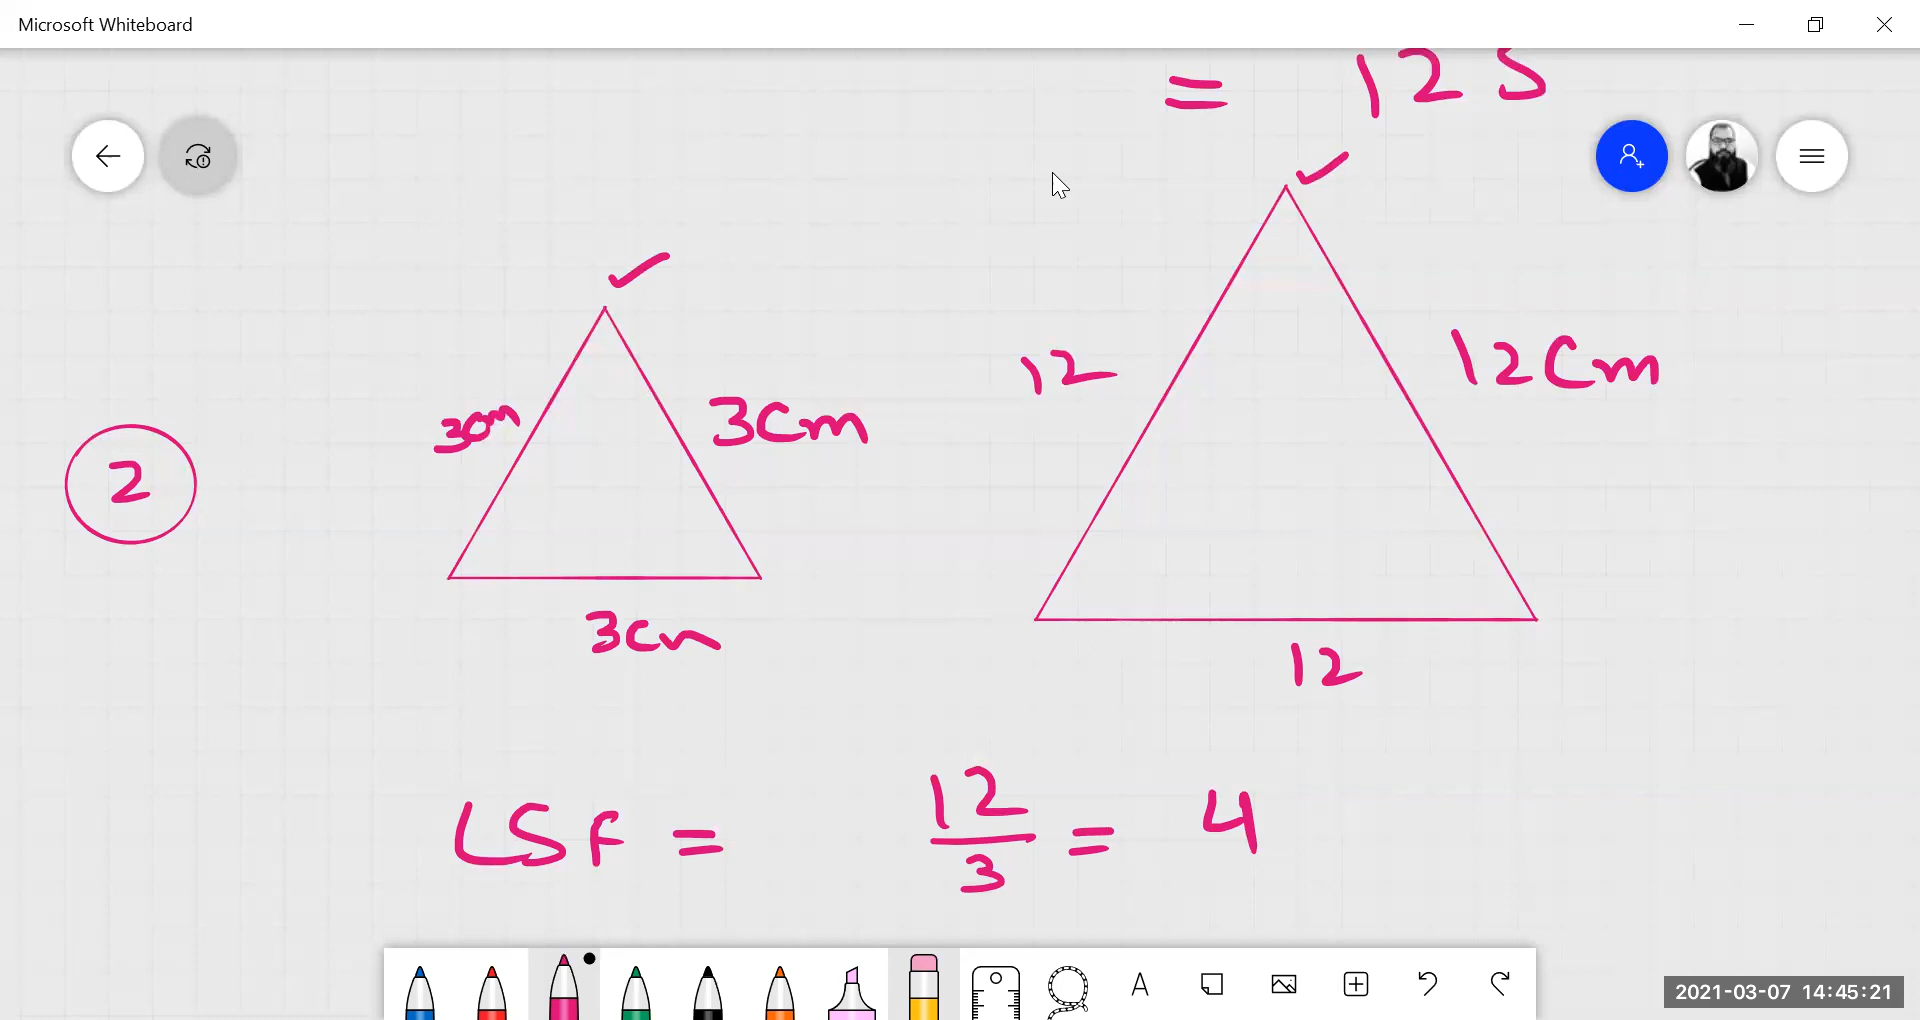 Microsoft Whiteboard
= 125
2
3cm
3cm
3cm
12
12cm
12
LSF = 12/3 = 4
A
2021-03-07 14:45:21